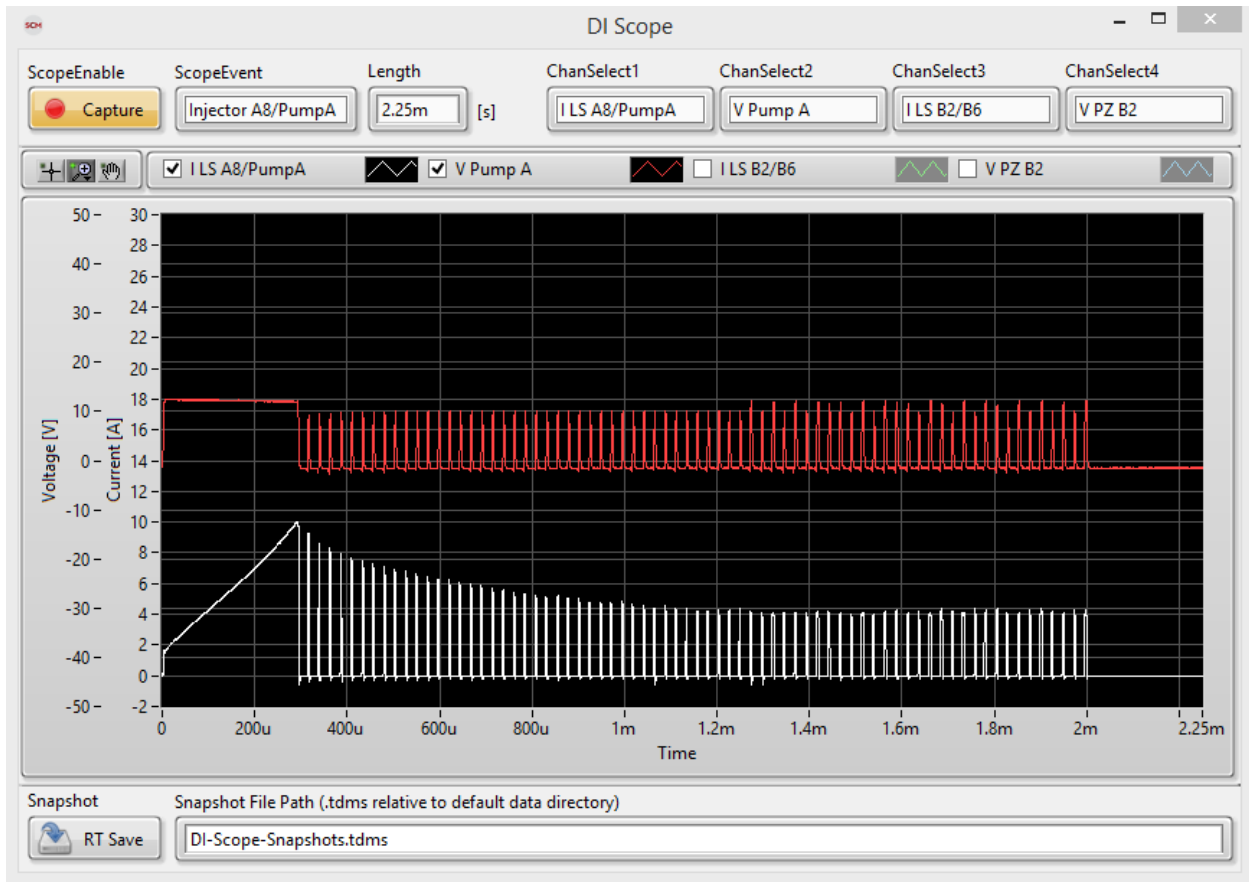 SCM
DI Scope
ScopeEnable
ScopeEvent
Length
ChanSelect1
ChanSelect2
ChanSelect3
ChanSelect4
Capture
Injector A8/PumpA
2.25m
[s]
I LS A8/PumpA
V Pump A
I LS B2/B6
V PZ B2
I LS A8/PumpA
V Pump A
I LS B2/B6
V PZ B2
Voltage [V]
50
40
30
20
10
0
-10
-20
-30
-40
-50
Current [A]
30
28
26
24
22
20
18
16
14
12
10
8
6
4
2
0
-2
0
200u
400u
600u
800u
1m
1.2m
1.4m
1.6m
1.8m
2m
2.25m
Time
Snapshot
Snapshot File Path (.tdms relative to default data directory)
RT Save
DI-Scope-Snapshots.tdms